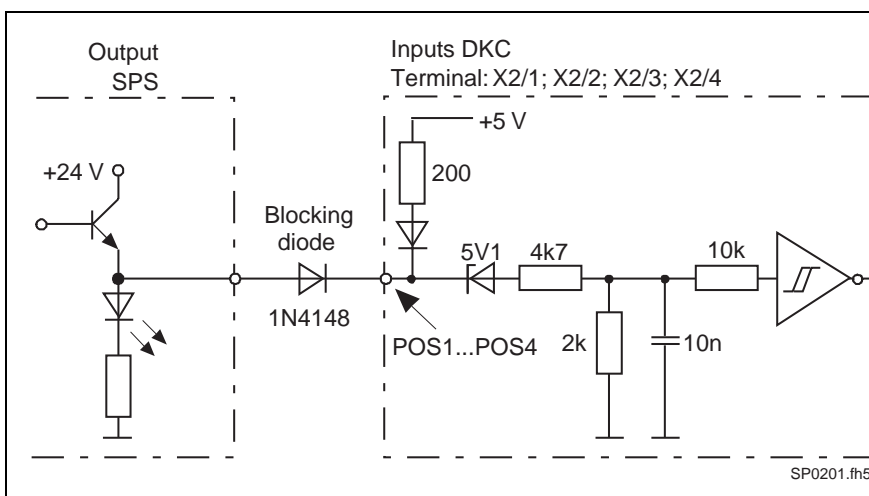 Output
SPS
Inputs DKC
Terminal: X2/1; X2/2; X2/3; X2/4
+5 V
+24 V
200
Blocking
diode
5V1
4k7
10k
1N4148
POS1...POS4
2k
10n
SP0201.fh5